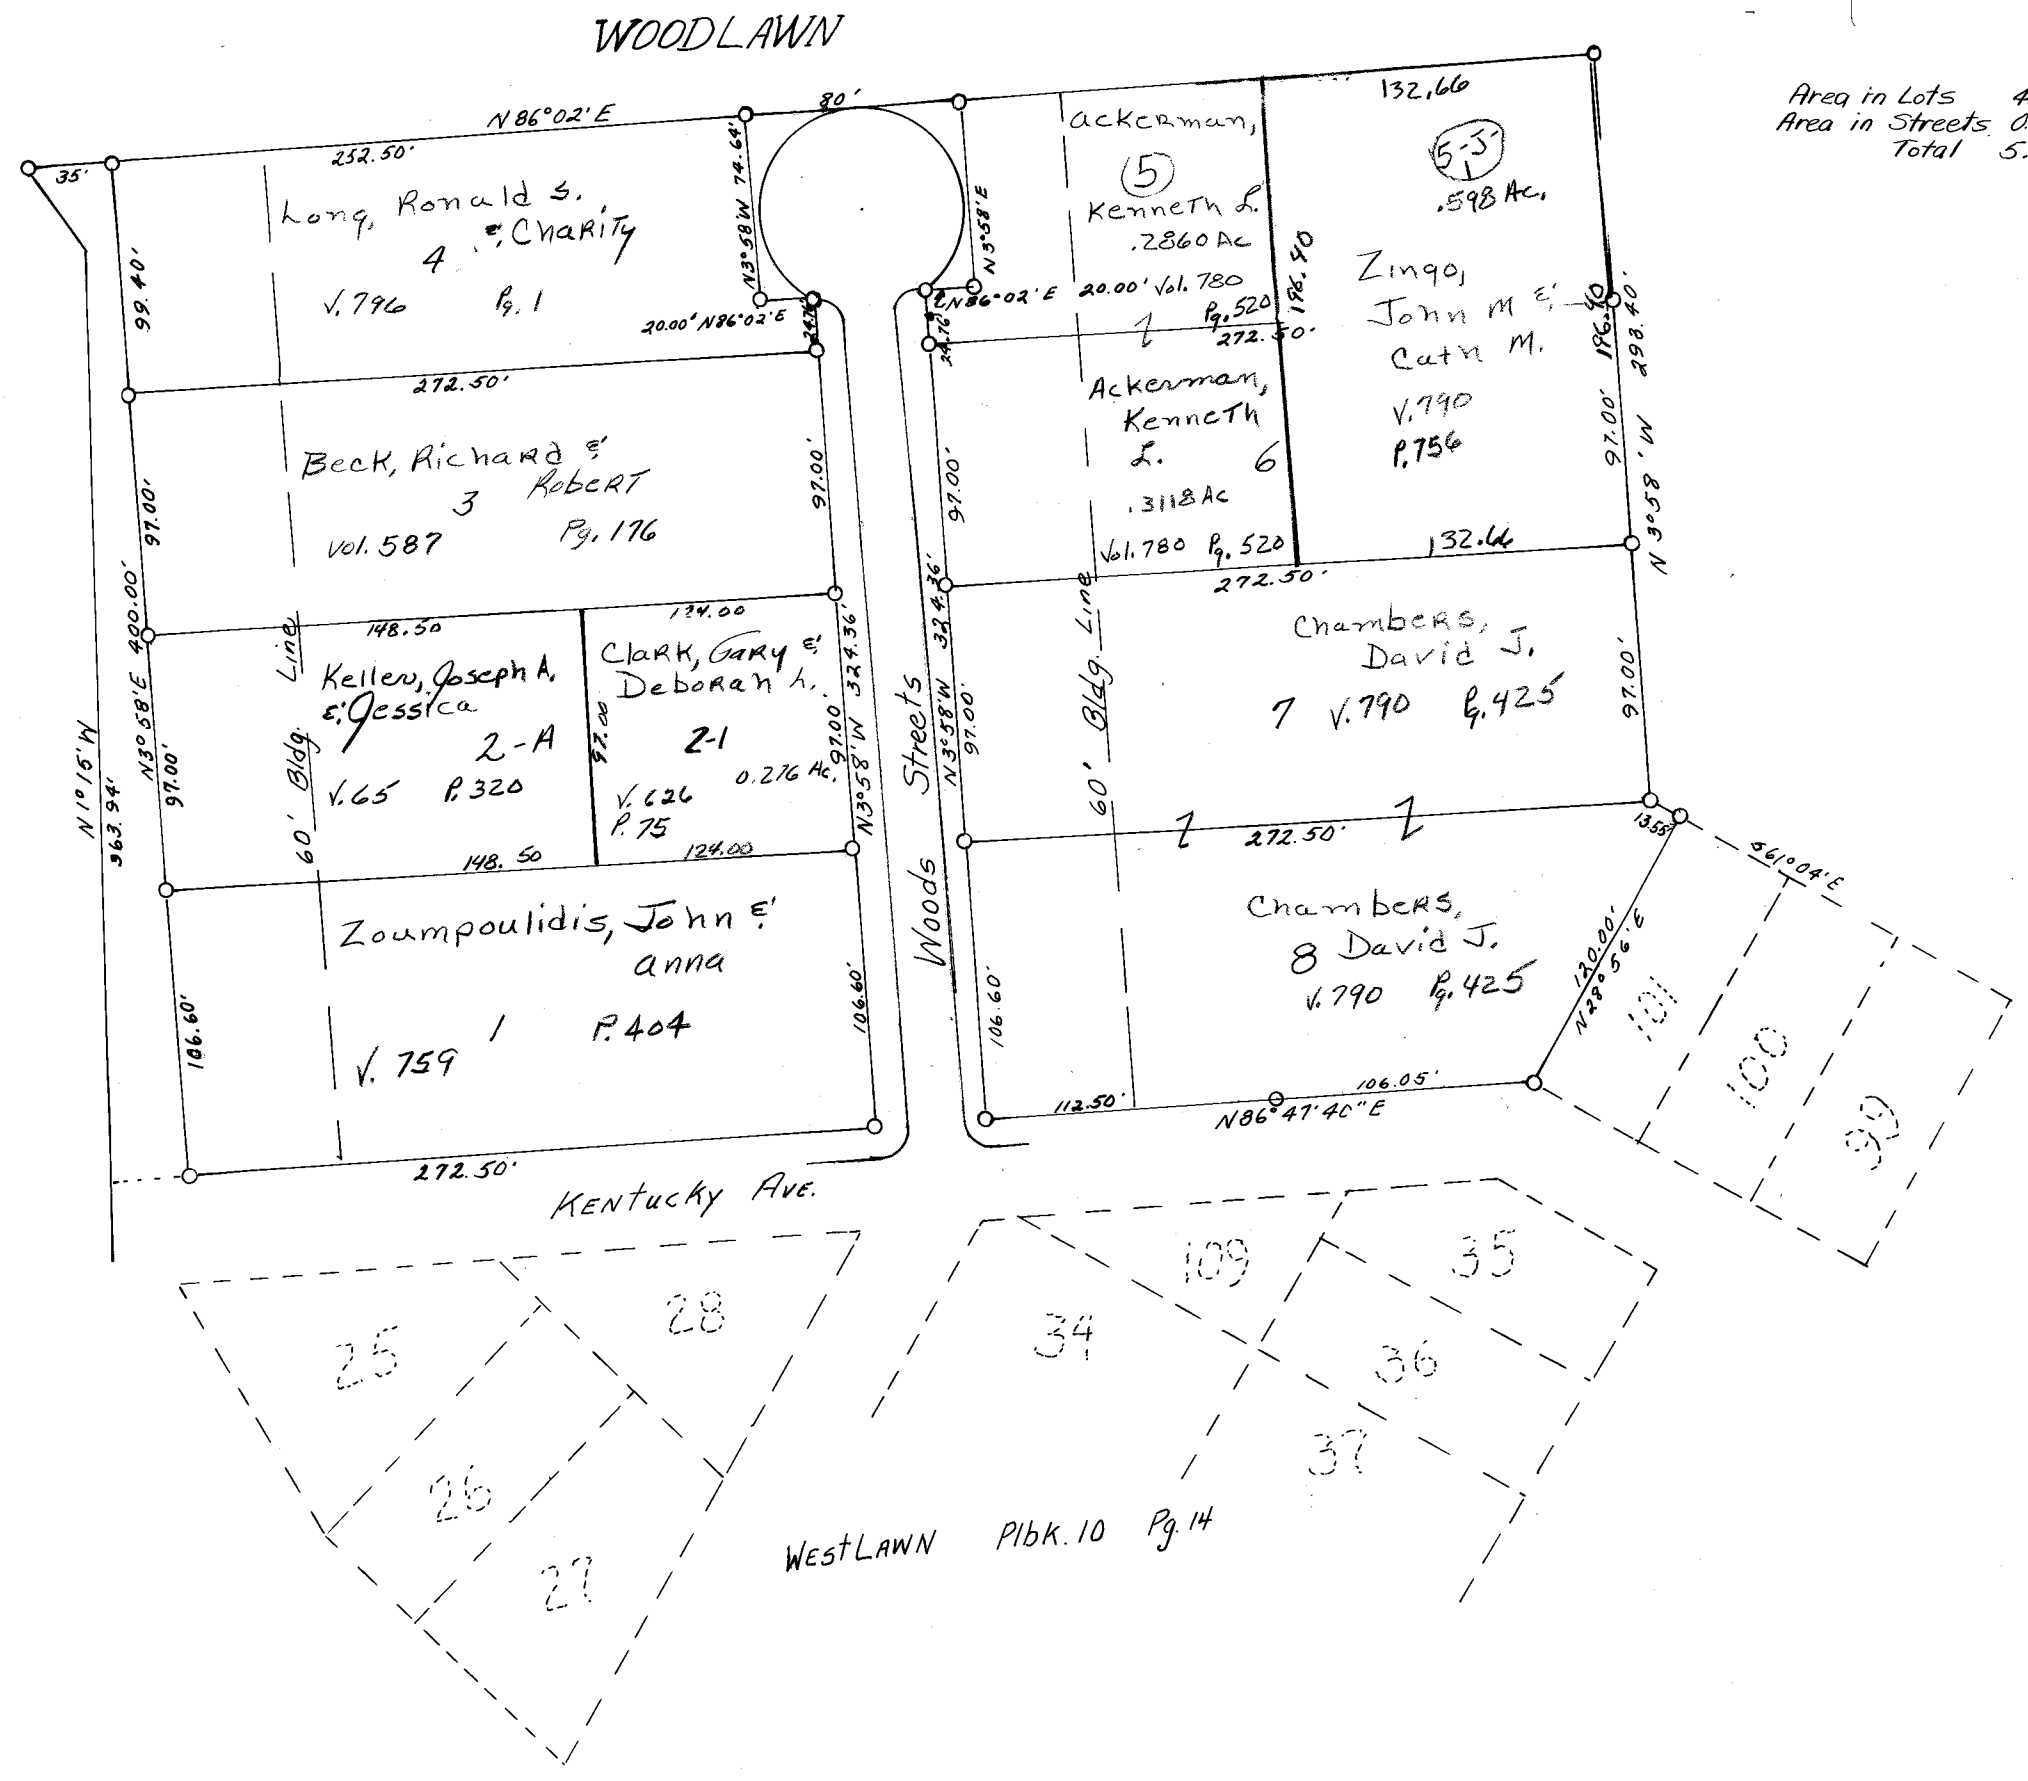 WOODLAWN
Area in Lots 4
Area in Streets 0.
Total 5.
35'
N 86°02' E
252.50'
80'
132.66
N3°58'W 74.64'
N3°58'E
99.40'
Long, Ronald S.
&, CHARITY
4
V. 796 Pg. 1
20.00' N86°02'E
24.76'
272.50'
ackerman,
5
Kenneth L.
.2860 Ac
N86°02'E 20.00' Vol. 780
Pg. 520
24.76'
272.50'
196.40
5-J
1
.598 Ac.
Zingo,
John M &
Cath M.
V.790
P.756
196.40
298.40'
97.00'
N 3°58 'W
132.66
97.00'
Beck, Richard &
Robert
3
Vol. 587 Pg. 176
97.00'
97.00'
Ackerman,
Kenneth
L. 6
.3118 Ac
Vol. 780 Pg. 520
272.50'
148.50
124.00
N3°58'E 400.00'
97.00'
N 1°15' W
363.94'
60' Bldg. Line
Keller, Joseph A.
& Jessica
2-A
V.65 P. 320
97.00
Clark, Gary &
Deborah L.
2-1
0.276 Ac.
V. 626
P. 75
97.00'
N3°58'W 324.36'
148.50
124.00
Woods Streets
N3°58'W 324.36'
97.00'
60' Bldg. Line
Chambers,
David J.
7 V.790 Pg. 425
97.00'
272.50'
13.55'
S61°04'E
Zoumpoulidis, John &
anna
1 P. 404
V. 759
106.60'
106.60'
272.50'
106.60'
Chambers,
8 David J.
V. 790 Pg. 425
120.00'
N28°56'E
112.50'
106.05'
N86°47'40"E
101
100
99
Kentucky Ave.
25
28
26
27
34
109
35
36
37
WESTLAWN Plbk. 10 Pg. 14